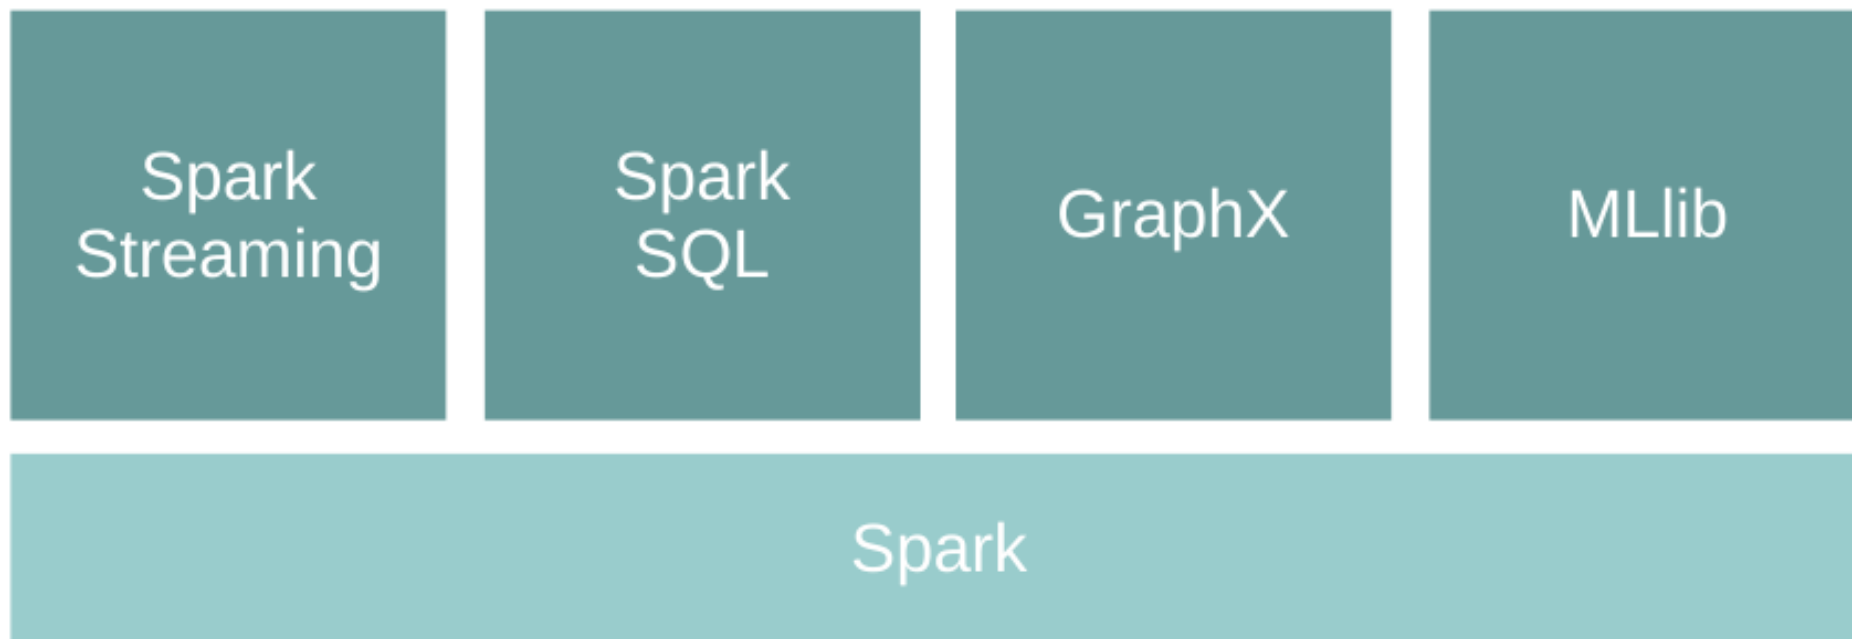 Spark
Streaming
Spark
SQL
GraphX
MLlib
Spark